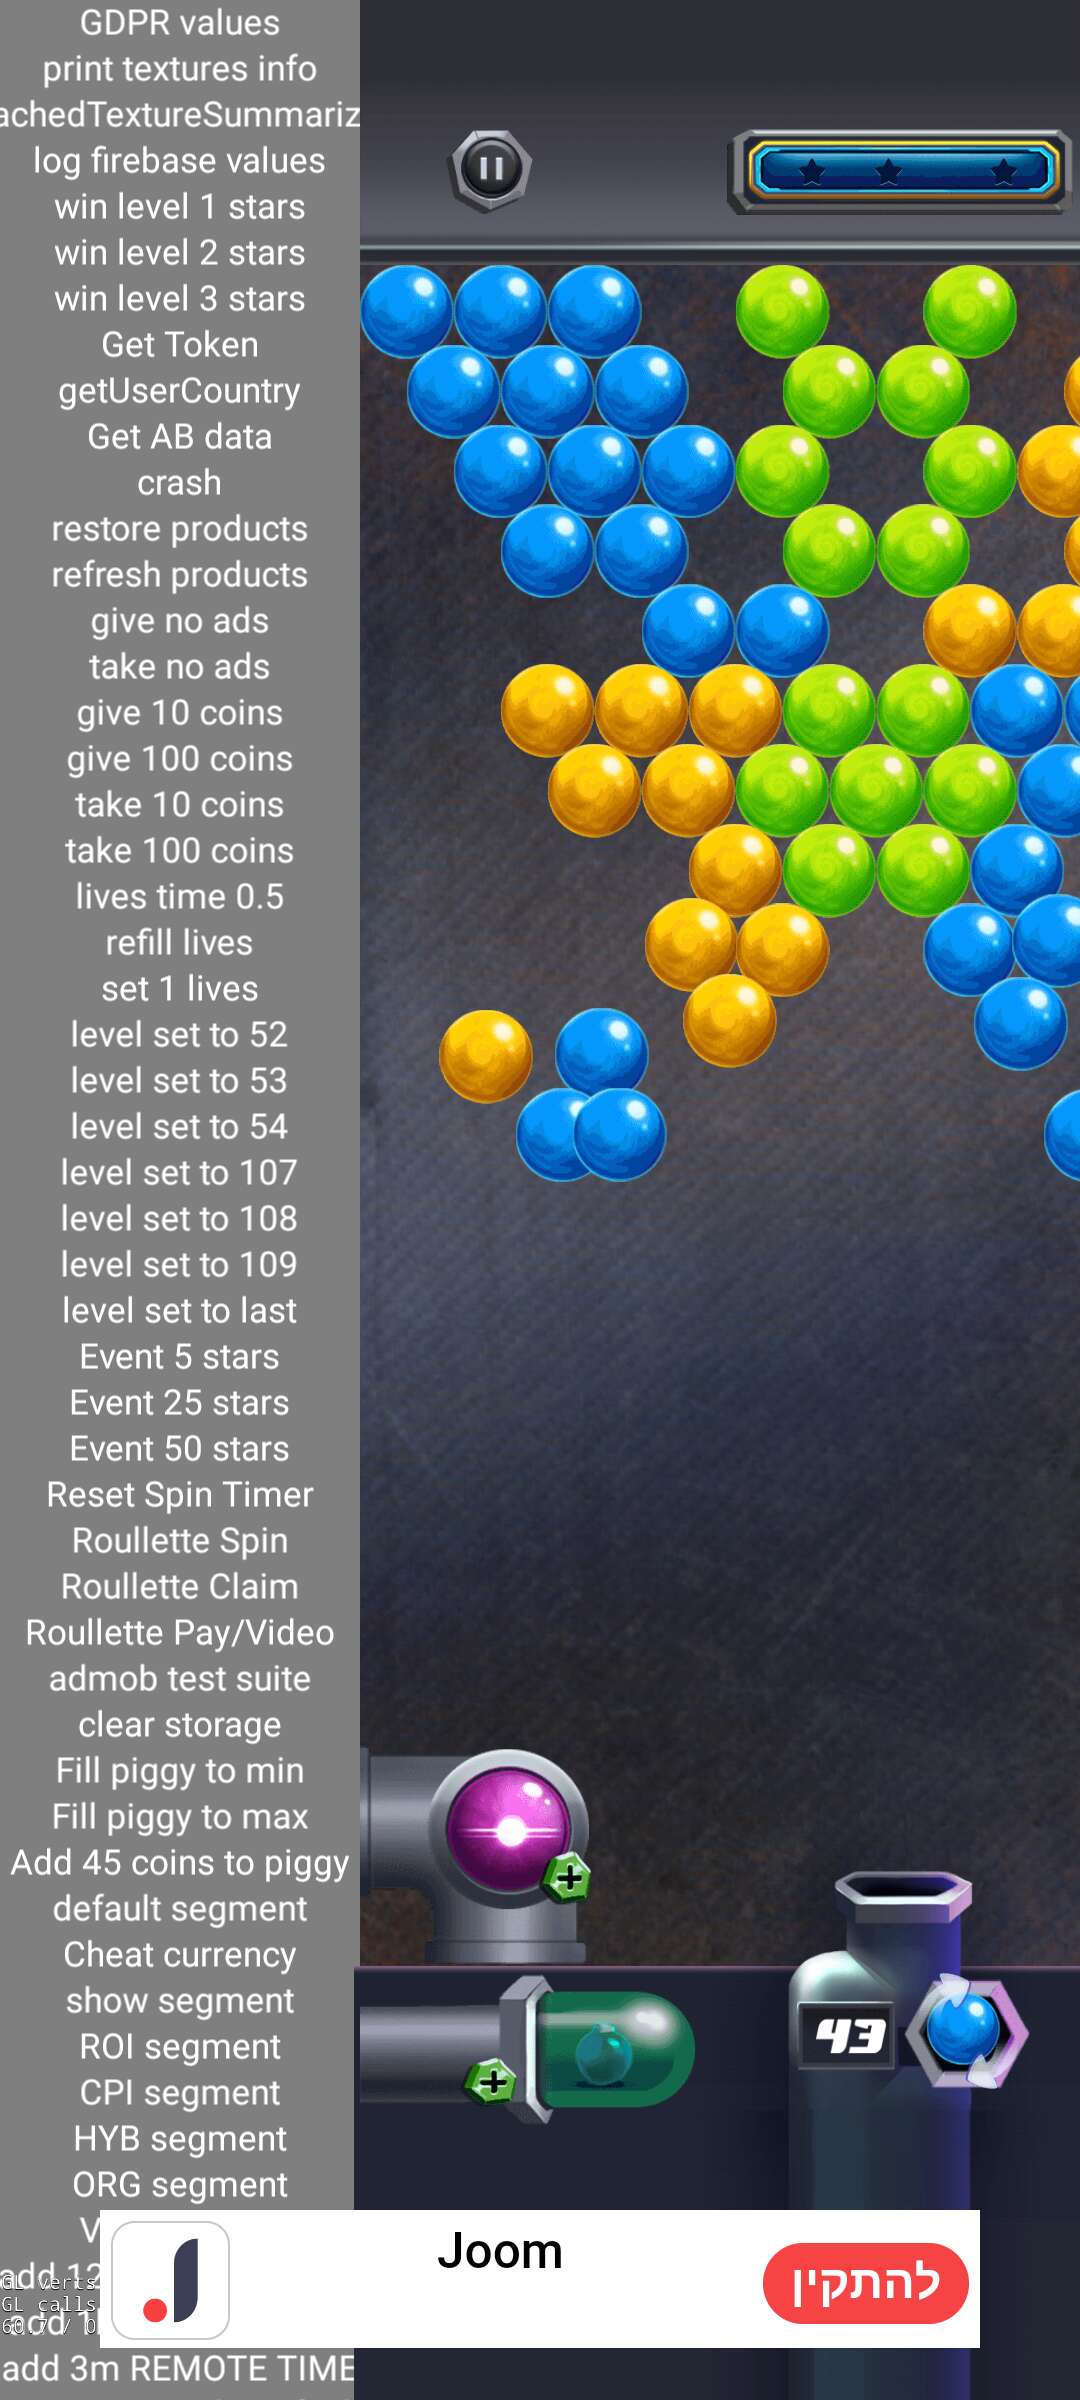 GDPR values
print textures info
achedTextureSummariz
log firebase values
win level 1 stars
win level 2 stars
win level 3 stars
Get Token
getUserCountry
Get AB data
crash
restore products
refresh products
give no ads
take no ads
give 10 coins
give 100 coins
take 10 coins
take 100 coins
lives time 0.5
refill lives
set 1 lives
level set to 52
level set to 53
level set to 54
level set to 107
level set to 108
level set to 109
level set to last
Event 5 stars
Event 25 stars
Event 50 stars
Reset Spin Timer
Roullette Spin
Roullette Claim
Roullette Pay/Video
admob test suite
clear storage
Fill piggy to min
Fill piggy to max
Add 45 coins to piggy
default segment
Cheat currency
show segment
ROI segment
CPI segment
HYB segment
ORG segment
V
add 12
GL verts
GL calls
add 1
add 3m REMOTE TIME
43
Joom
להתקין